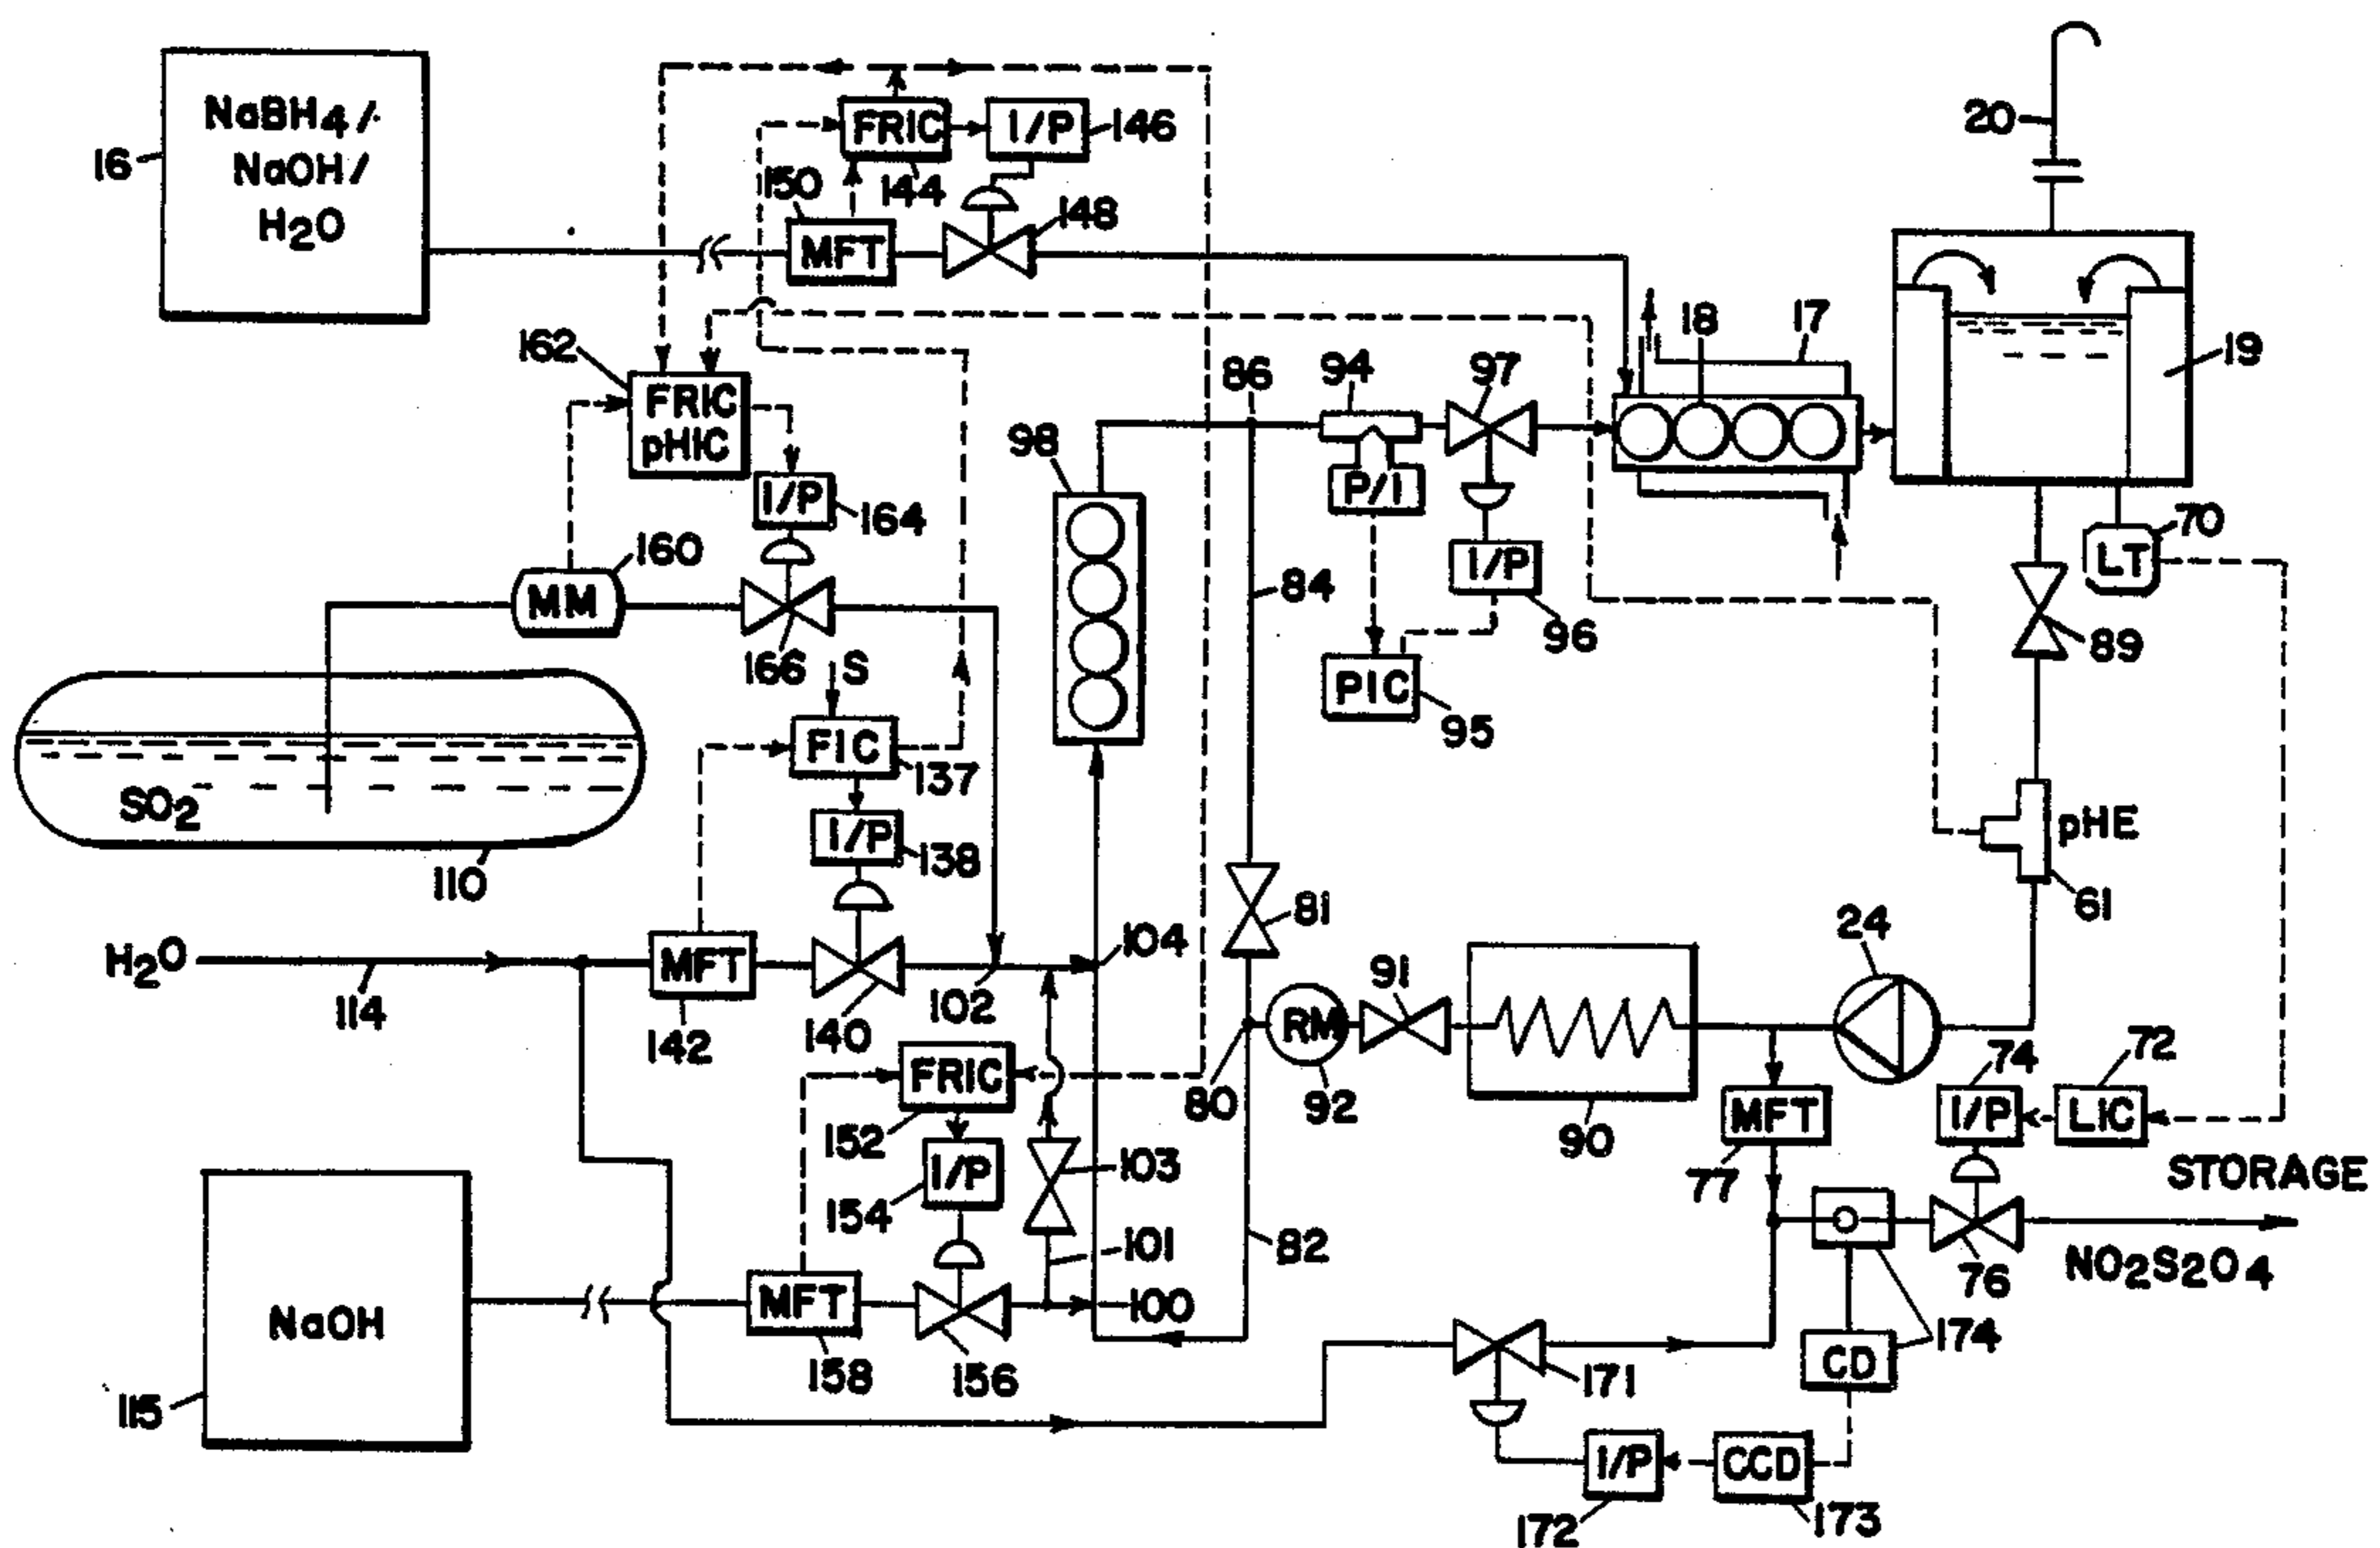 NaBH4/
NaOH/
H2O
16
FRIC
I/P
146
150
144
148
MFT
20
162
FRIC
pHIC
I/P
164
86
94
97
18
17
19
98
P/I
I/P
96
84
70
LT
89
160
MM
166
S
PIC
95
FIC
137
SO2
I/P
138
110
pHE
61
81
24
H2O
114
MFT
142
140
102
104
91
RM
92
80
90
72
74
FRIC
152
MFT
77
I/P
LIC
I/P
154
103
101
82
STORAGE
NO2S2O4
76
NaOH
115
MFT
158
156
100
171
CD
174
I/P
172
CCD
173